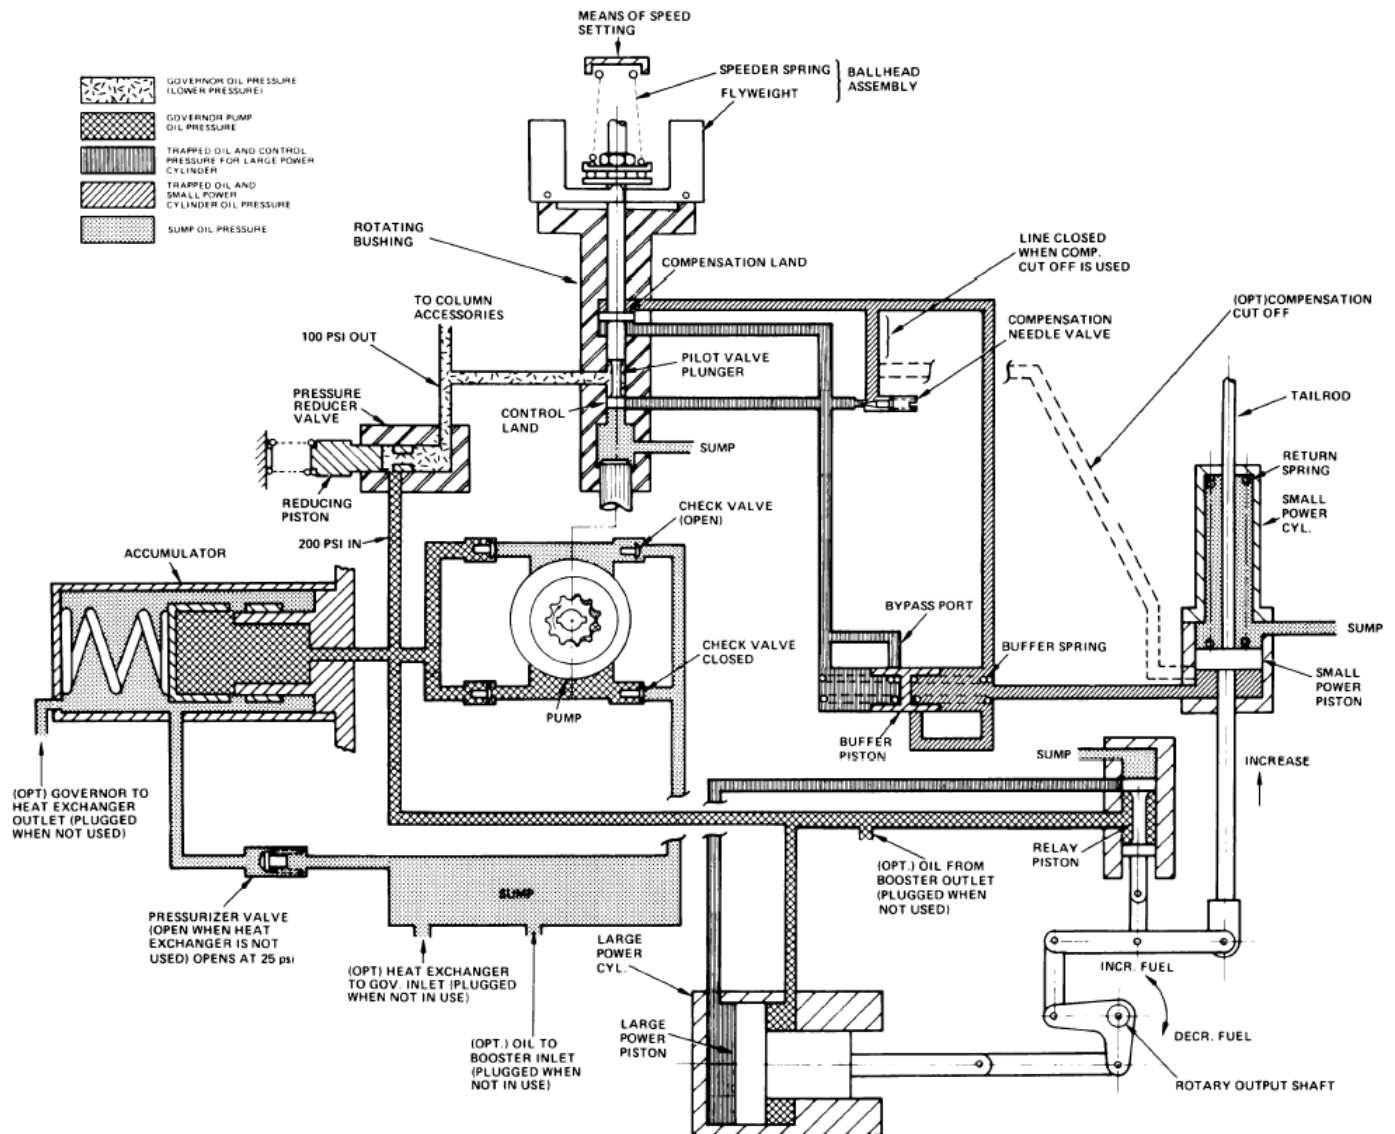 MEANS OF SPEED
SETTING
SPEEDER SPRING
FLYWEIGHT
BALLHEAD
ASSEMBLY
GOVERNOR OIL PRESSURE
(LOWER PRESSURE)
GOVERNOR PUMP
OIL PRESSURE
TRAPPED OIL AND CONTROL
PRESSURE FOR LARGE POWER
CYLINDER
TRAPPED OIL AND
SMALL POWER
CYLINDER OIL PRESSURE
SUMP OIL PRESSURE
ROTATING
BUSHING
COMPENSATION LAND
LINE CLOSED
WHEN COMP.
CUT OFF IS USED
(OPT)COMPENSATION
CUT OFF
TO COLUMN
ACCESSORIES
100 PSI OUT
COMPENSATION
NEEDLE VALVE
PILOT VALVE
PLUNGER
PRESSURE
REDUCER
VALVE
CONTROL
LAND
SUMP
TAILROD
RETURN
SPRING
SMALL
POWER
CYL.
REDUCING
PISTON
200 PSI IN
CHECK VALVE
(OPEN)
ACCUMULATOR
BYPASS PORT
SUMP
CHECK VALVE
CLOSED
BUFFER SPRING
SMALL
POWER
PISTON
PUMP
BUFFER
PISTON
SUMP
INCREASE
(OPT) GOVERNOR TO
HEAT EXCHANGER
OUTLET (PLUGGED
WHEN NOT USED)
RELAY
PISTON
(OPT.) OIL FROM
BOOSTER OUTLET
(PLUGGED WHEN
NOT USED)
SUMP
PRESSURIZER VALVE
(OPEN WHEN HEAT
EXCHANGER IS NOT
USED) OPENS AT 25 psi
(OPT) HEAT EXCHANGER
TO GOV. INLET (PLUGGED
WHEN NOT IN USE)
LARGE
POWER
CYL.
INCR. FUEL
DECR. FUEL
(OPT.) OIL TO
BOOSTER INLET
(PLUGGED WHEN
NOT IN USE)
LARGE
POWER
PISTON
ROTARY OUTPUT SHAFT